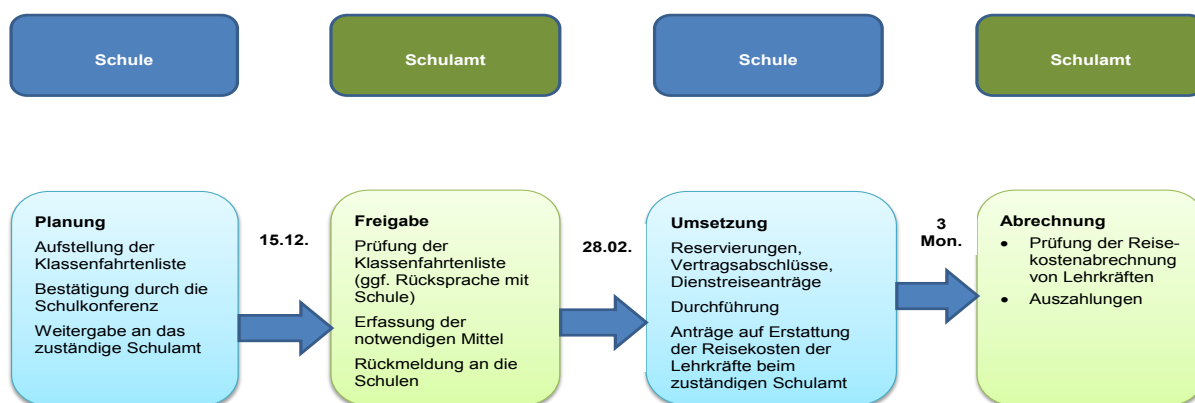 Schule
Schulamt
Schule
Schulamt
Planung
Aufstellung der
Klassenfahrtenliste
Bestätigung durch die
Schulkonferenz
Weitergabe an das
zuständige Schulamt
15.12.
Freigabe
Prüfung der
Klassenfahrtenliste
(ggf. Rücksprache mit
Schule)
Erfassung der
notwendigen Mittel
Rückmeldung an die
Schulen
28.02.
Umsetzung
Reservierungen,
Vertragsabschlüsse,
Dienstreiseanträge
Durchführung
Anträge auf Erstattung
der Reisekosten der
Lehrkräfte beim
zuständigen Schulamt
3
Mon.
Abrechnung
• Prüfung der Reise-
kostenabrechnung
von Lehrkräften
• Auszahlungen